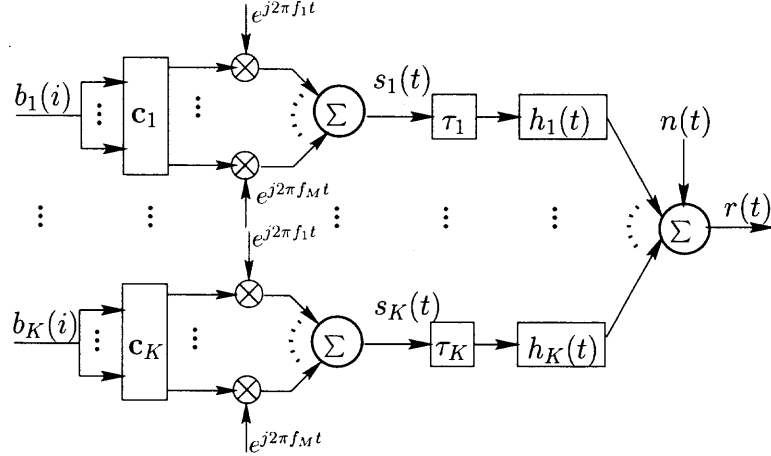 e^{j2πf_1t}
b_1(i) c_1 Σ s_1(t) τ_1 h_1(t) n(t)
e^{j2πf_Mt}
e^{j2πf_1t}
Σ r(t)
b_K(i) c_K Σ s_K(t) τ_K h_K(t)
e^{j2πf_Mt}